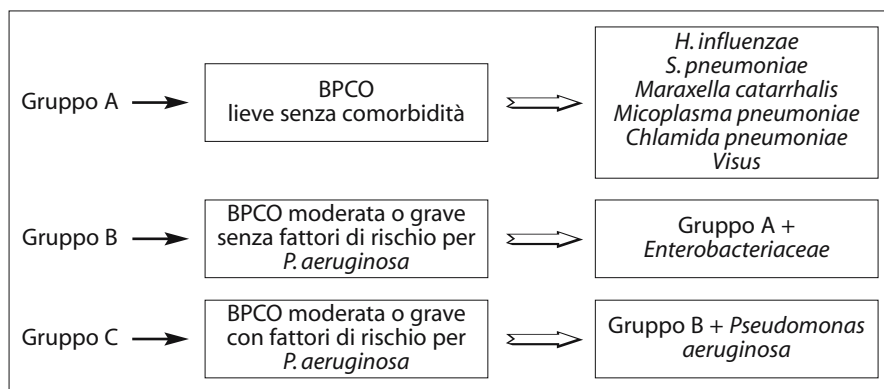 Gruppo A
BPCO
lieve senza comorbidità
H. influenzae
S. pneumoniae
Maraxella catarrhalis
Micoplasma pneumoniae
Chlamida pneumoniae
Visus
Gruppo B
BPCO moderata o grave
senza fattori di rischio per
P. aeruginosa
Gruppo A +
Enterobacteriaceae
Gruppo C
BPCO moderata o grave
con fattori di rischio per
P. aeruginosa
Gruppo B + Pseudomonas
aeruginosa